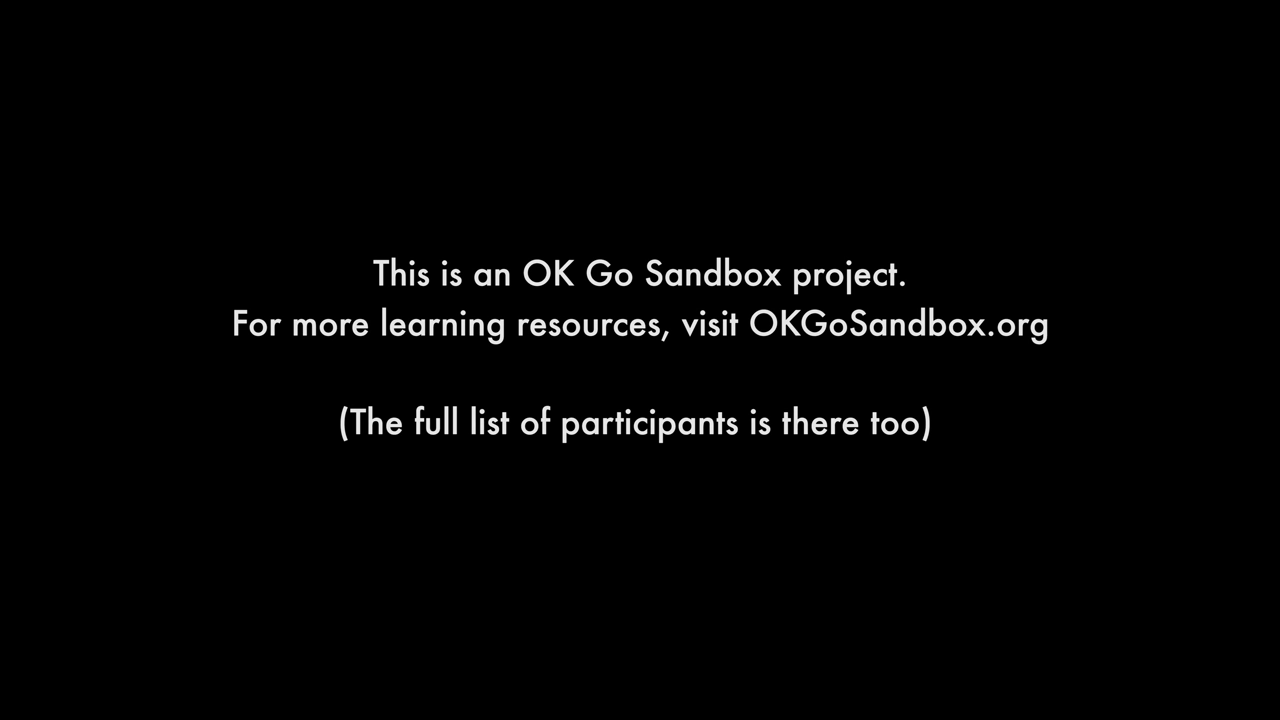 This is an OK Go Sandbox project.
For more learning resources, visit OKGoSandbox.org
(The full list of participants is there too)